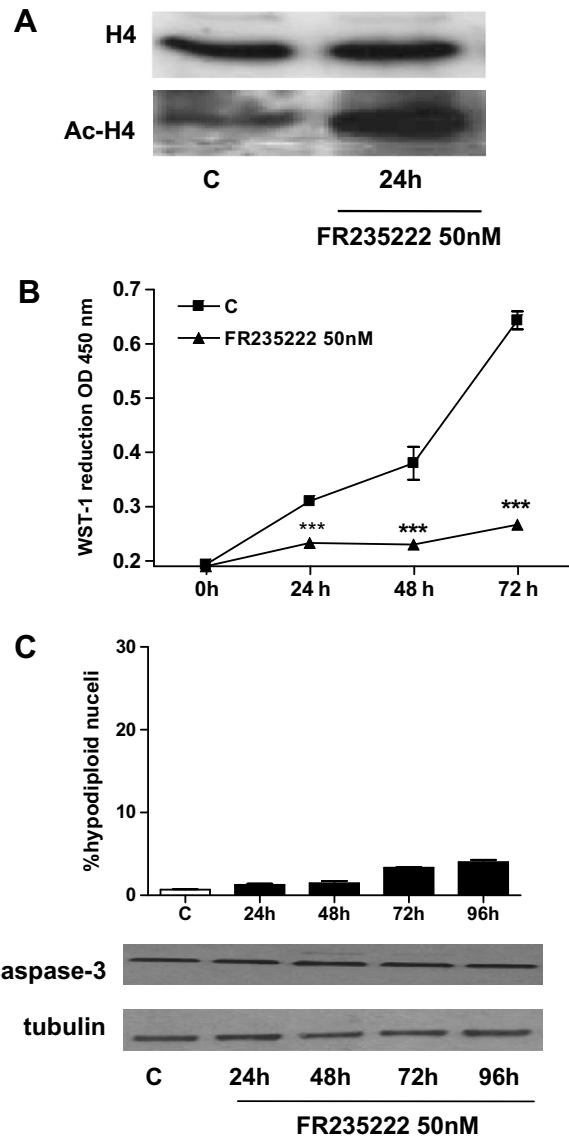 A
H4
Ac-H4
C 24h
FR235222 50nM
B
WST-1 reduction OD 450 nm
0.7
0.6
0.5
0.4
0.3
0.2
C
FR235222 50nM
***
***
***
0h 24 h 48 h 72 h
C
%hypodiploid nuceli
30
20
10
0
C 24h 48h 72h 96h
aspase-3
tubulin
C 24h 48h 72h 96h
FR235222 50nM